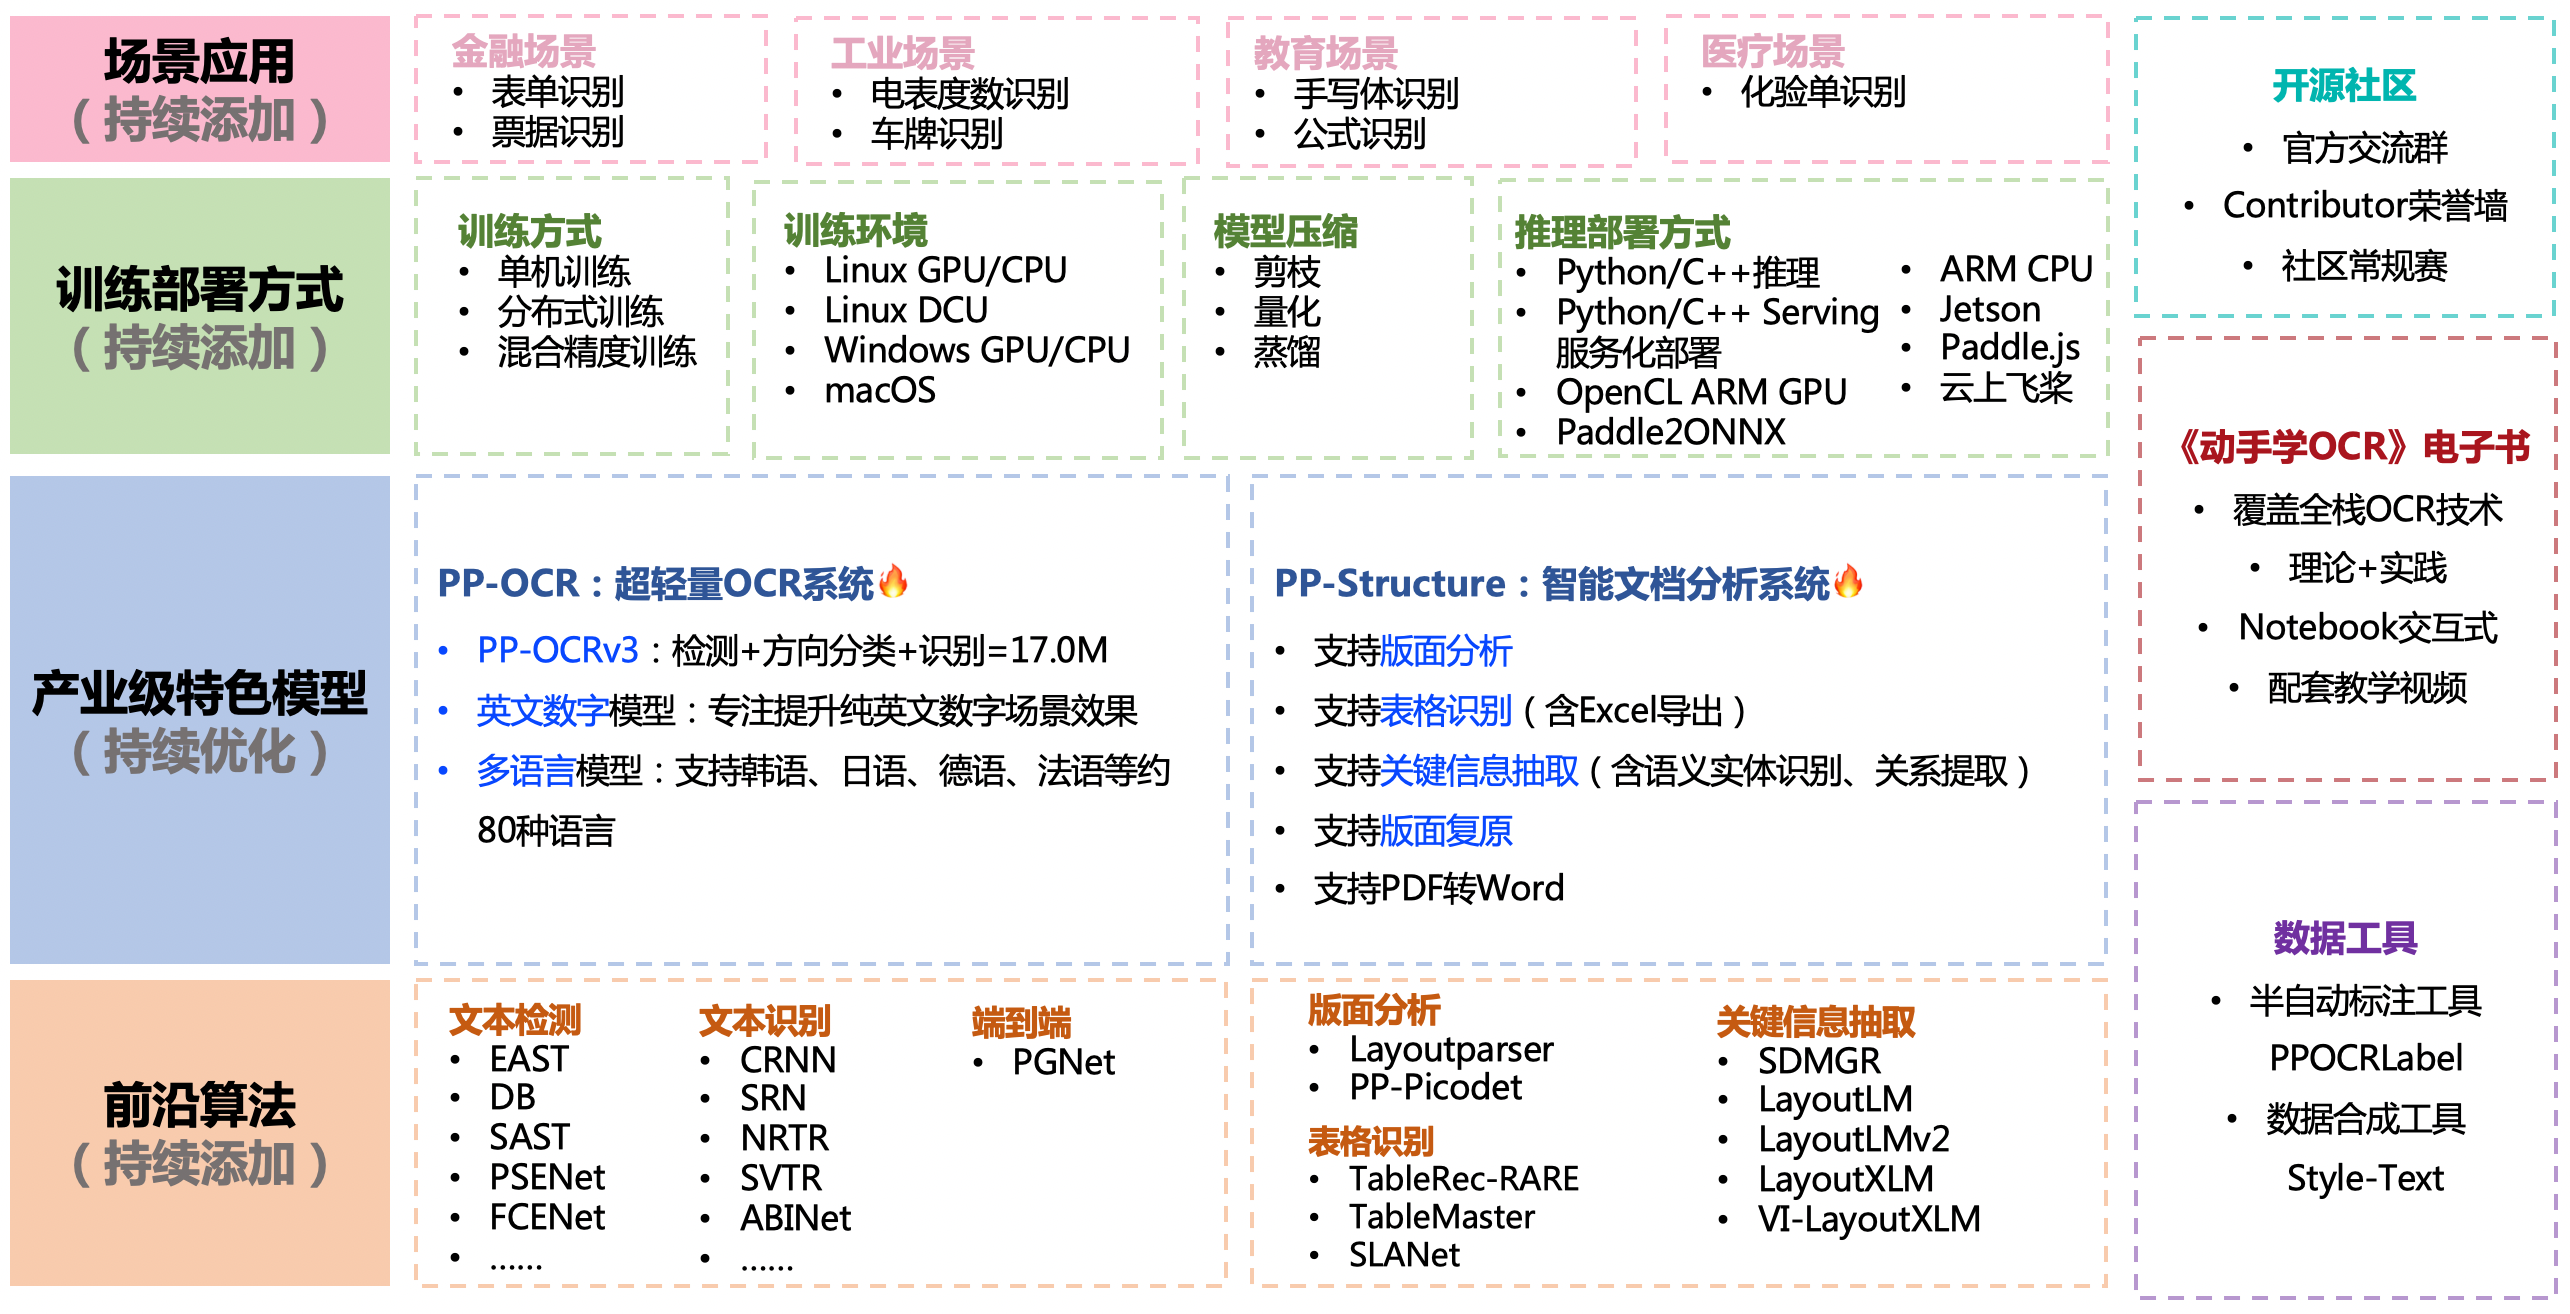 场景应用
（持续添加）
金融场景
• 表单识别
• 票据识别
工业场景
• 电表度数识别
• 车牌识别
教育场景
• 手写体识别
• 公式识别
医疗场景
• 化验单识别
训练部署方式
（持续添加）
训练方式
• 单机训练
• 分布式训练
• 混合精度训练
训练环境
• Linux GPU/CPU
• Linux DCU
• Windows GPU/CPU
• macOS
模型压缩
• 剪枝
• 量化
• 蒸馏
推理部署方式
• Python/C++推理
• Python/C++ Serving
服务化部署
• OpenCL ARM GPU
• Paddle2ONNX
• ARM CPU
• Jetson
• Paddle.js
• 云上飞桨
产业级特色模型
（持续优化）
PP-OCR：超轻量OCR系统🔥
• PP-OCRv3：检测+方向分类+识别=17.0M
• 英文数字模型：专注提升纯英文数字场景效果
• 多语言模型：支持韩语、日语、德语、法语等约
80种语言
PP-Structure：智能文档分析系统🔥
• 支持版面分析
• 支持表格识别（含Excel导出）
• 支持关键信息抽取（含语义实体识别、关系提取）
• 支持版面复原
• 支持PDF转Word
前沿算法
（持续添加）
文本检测
• EAST
• DB
• SAST
• PSENet
• FCENet
• ......
文本识别
• CRNN
• SRN
• NRTR
• SVTR
• ABINet
• ......
端到端
• PGNet
版面分析
• Layoutparser
• PP-Picodet
表格识别
• TableRec-RARE
• TableMaster
• SLANet
关键信息抽取
• SDMGR
• LayoutLM
• LayoutLMv2
• LayoutXLM
• VI-LayoutXLM
开源社区
• 官方交流群
• Contributor荣誉墙
• 社区常规赛
《动手学OCR》电子书
• 覆盖全栈OCR技术
• 理论+实践
• Notebook交互式
• 配套教学视频
数据工具
• 半自动标注工具
PPOCRLabel
• 数据合成工具
Style-Text